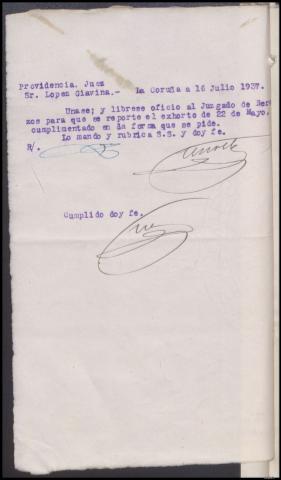 Providencia. Juez
Sr. Lopez Giavina.- La Coruña a 16 Julio 1937.
Unase; y librese oficio al Juzgado de Ber
zos para que se reporte el exhorto de 22 de Mayo,
cumplimentado en la forma que se pide.
Lo mando y rubrica S.S. y doy fe.
R/.
Cumplido doy fe.